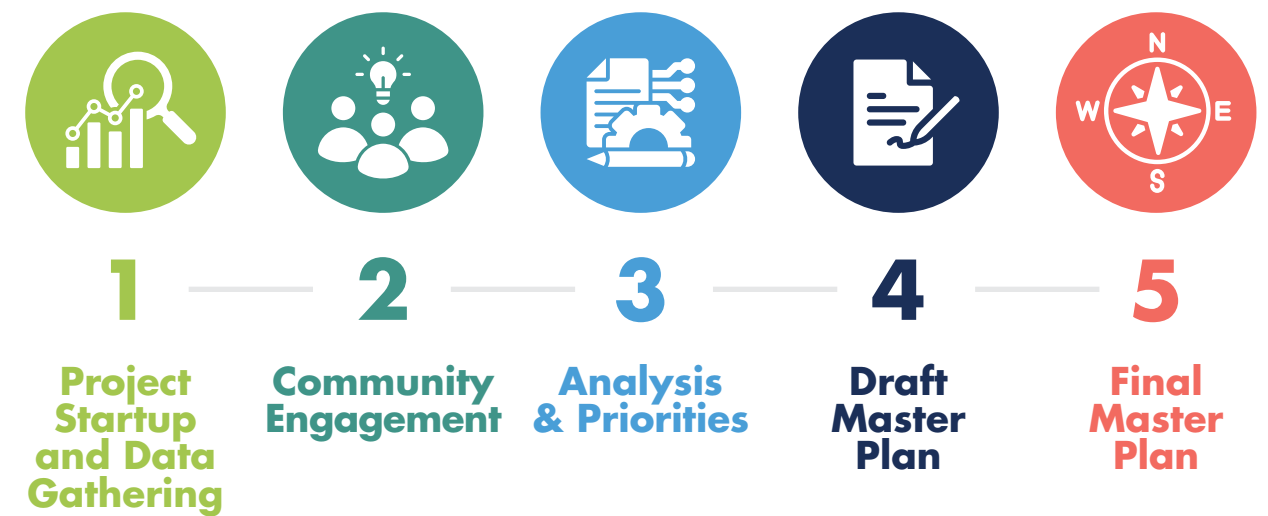 N
W
E
S
1
2
3
4
5
Project
Startup
and Data
Gathering
Community
Engagement
Analysis
& Priorities
Draft
Master
Plan
Final
Master
Plan